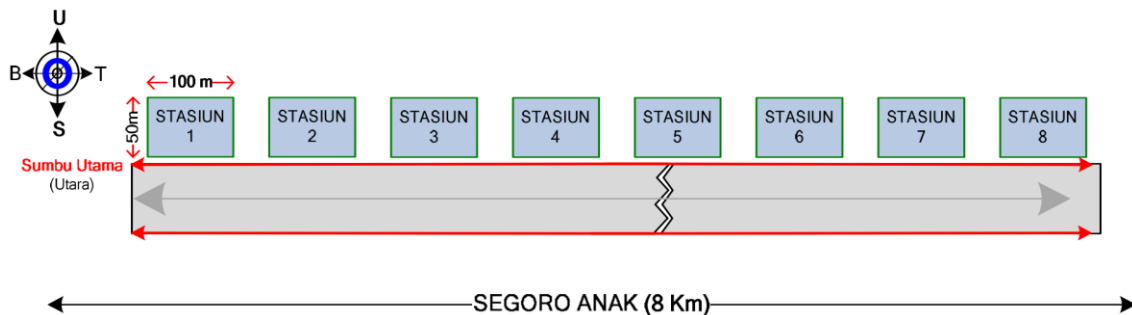 U
B T
S
100 m
50m
STASIUN
1
STASIUN
2
STASIUN
3
STASIUN
4
STASIUN
5
STASIUN
6
STASIUN
7
STASIUN
8
Sumbu Utama
(Utara)
SEGORO ANAK (8 Km)